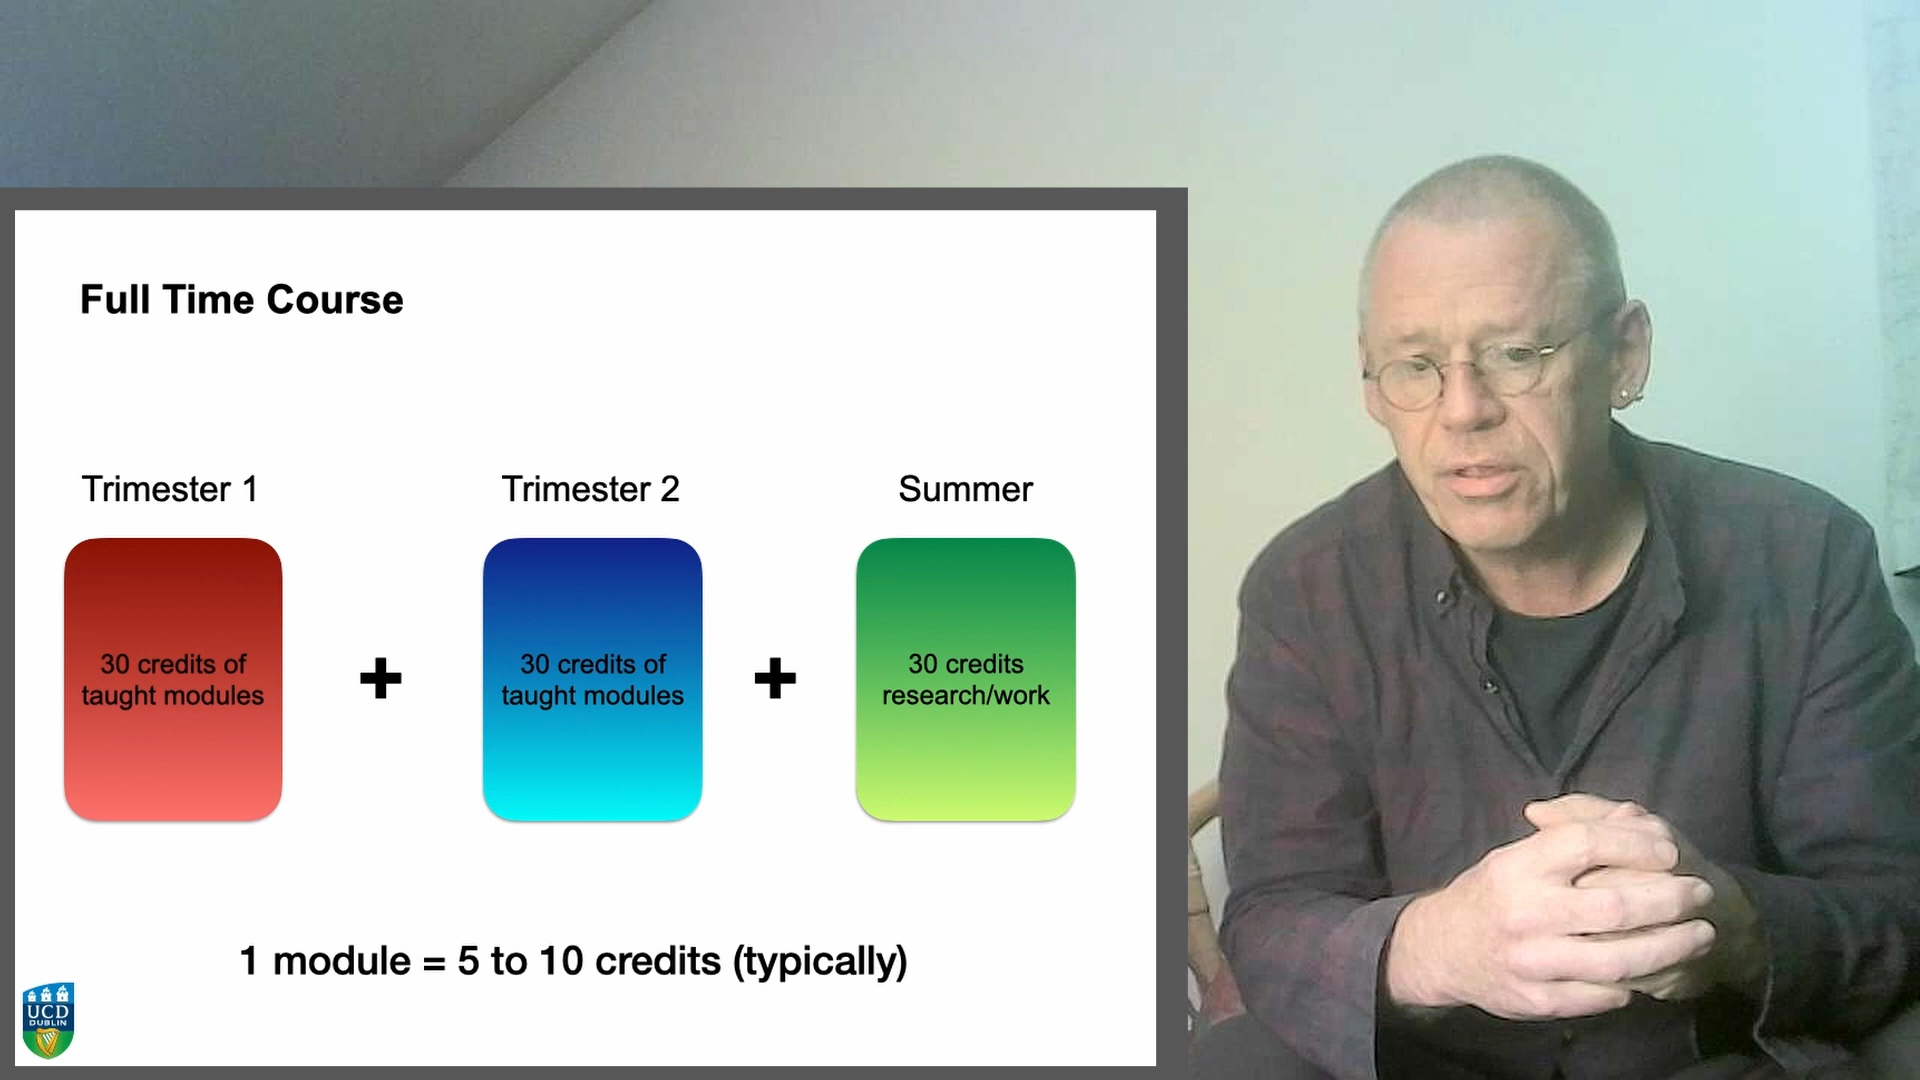 Full Time Course
Trimester 1
Trimester 2
Summer
30 credits of
taught modules
+
30 credits of
taught modules
+
30 credits
research/work
1 module = 5 to 10 credits (typically)
UCD
DUBLIN